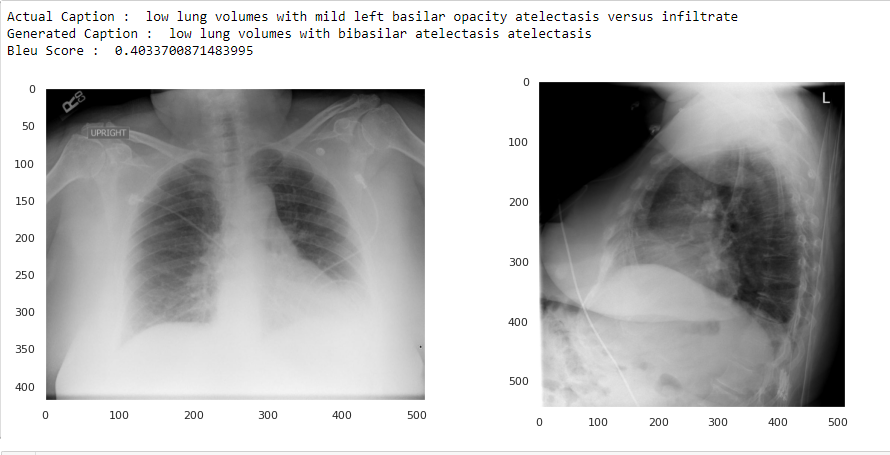 Actual Caption :  low lung volumes with mild left basilar opacity atelectasis versus infiltrate
Generated Caption :  low lung volumes with bibasilar atelectasis atelectasis
Bleu Score :  0.4033700871483995
0
50
100
150
200
250
300
350
400
0 100 200 300 400 500
R
UPRIGHT
0
100
200
300
400
500
0 100 200 300 400 500
L